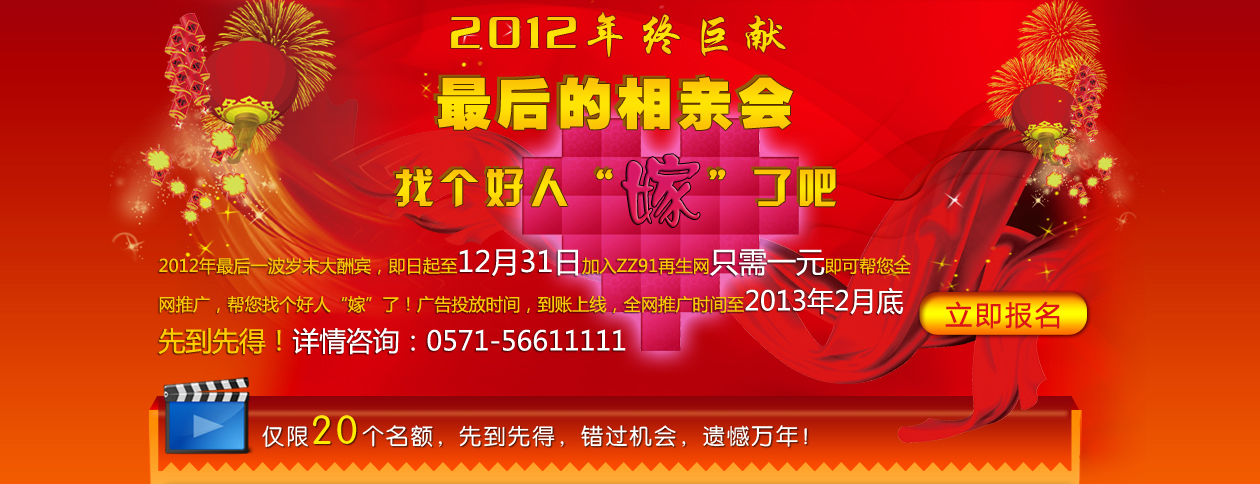 2012年终巨献
最后的相亲会
找个好人“嫁”了吧
2012年最后一波岁末大酬宾，即日起至12月31日加入ZZ91再生网只需一元即可帮您全
网推广，帮您找个好人“嫁”了！广告投放时间，到账上线，全网推广时间至2013年2月底
先到先得！详情咨询：0571-56611111
立即报名
仅限20个名额，先到先得，错过机会，遗憾万年！